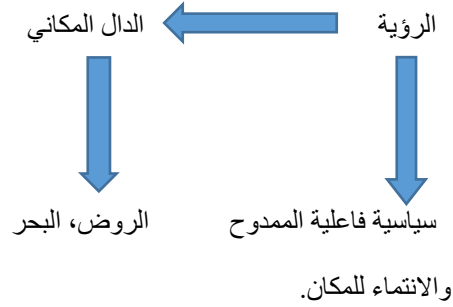 الرؤية
الدال المكاني
سياسية فاعلية الممدوح
الروض، البحر
والانتماء للمكان.